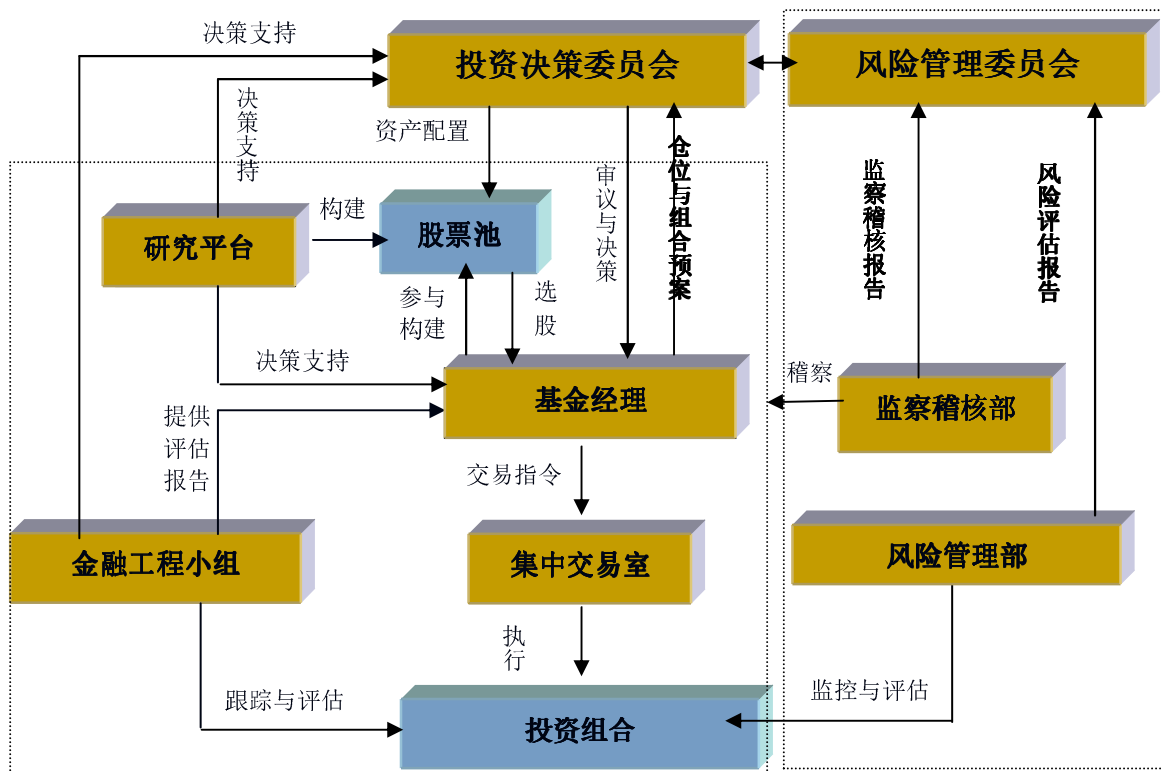 决策支持
投资决策委员会
风险管理委员会
决策支持
资产配置
审议与决策
仓位与组合预案
监察稽核报告
风险评估报告
研究平台
构建
股票池
参与
构建
选股
决策支持
基金经理
稽察
监察稽核部
提供
评估
报告
交易指令
金融工程小组
集中交易室
风险管理部
执行
跟踪与评估
投资组合
监控与评估